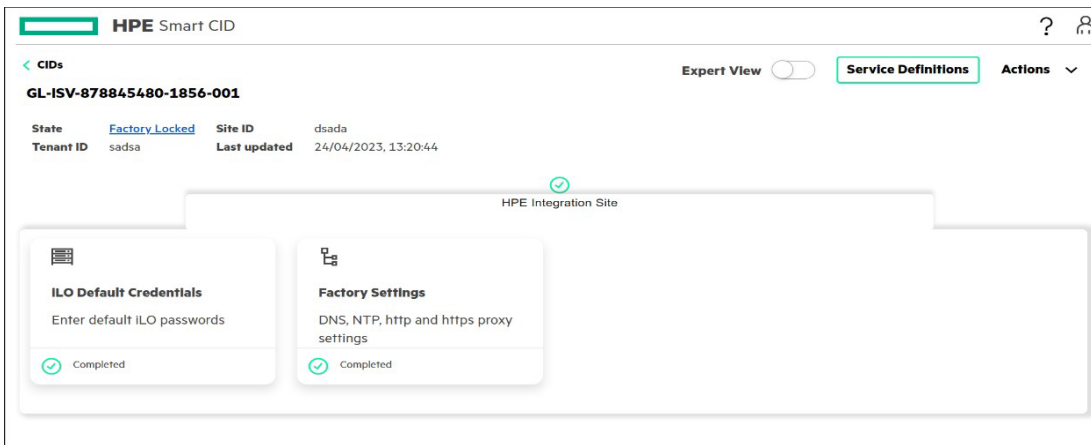 HPE Smart CID
?
< CIDs
Expert View
Service Definitions
Actions
GL-ISV-878845480-1856-001
State Factory Locked Site ID dsada
Tenant ID sadsa Last updated 24/04/2023, 13:20:44
HPE Integration Site
iLO Default Credentials
Enter default iLO passwords
Completed
Factory Settings
DNS, NTP, http and https proxy
settings
Completed